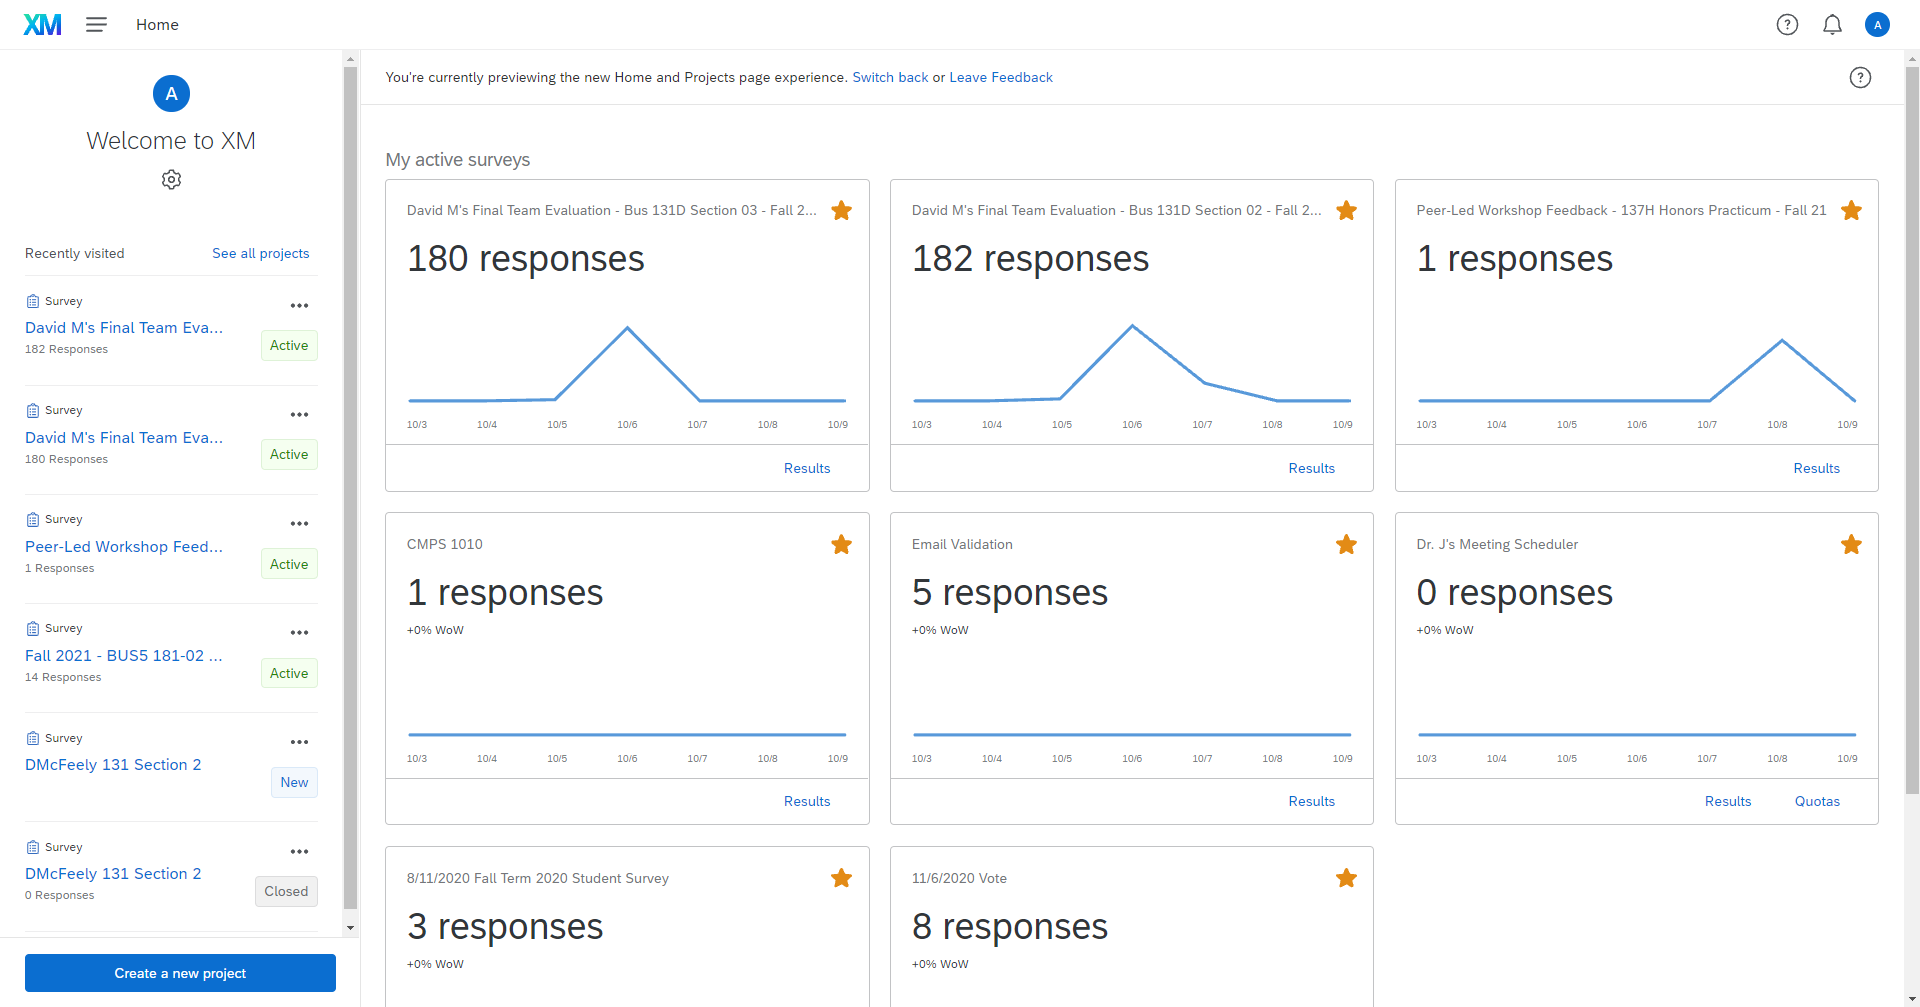 XM
Home
A
A
Welcome to XM
Recently visited
See all projects
Survey
David M's Final Team Eva...
182 Responses
Active
Survey
David M's Final Team Eva...
180 Responses
Active
Survey
Peer-Led Workshop Feed...
1 Responses
Active
Survey
Fall 2021 - BUS5 181-02 ...
14 Responses
Active
Survey
DMcFeely 131 Section 2
New
Survey
DMcFeely 131 Section 2
0 Responses
Closed
Create a new project
You're currently previewing the new Home and Projects page experience. Switch back or Leave Feedback
My active surveys
David M's Final Team Evaluation - Bus 131D Section 03 - Fall 2...
180 responses
10/3 10/4 10/5 10/6 10/7 10/8 10/9
Results
David M's Final Team Evaluation - Bus 131D Section 02 - Fall 2...
182 responses
10/3 10/4 10/5 10/6 10/7 10/8 10/9
Results
Peer-Led Workshop Feedback - 137H Honors Practicum - Fall 21
1 responses
10/3 10/4 10/5 10/6 10/7 10/8 10/9
Results
CMPS 1010
1 responses
+0% WoW
10/3 10/4 10/5 10/6 10/7 10/8 10/9
Results
Email Validation
5 responses
+0% WoW
10/3 10/4 10/5 10/6 10/7 10/8 10/9
Results
Dr. J's Meeting Scheduler
0 responses
+0% WoW
10/3 10/4 10/5 10/6 10/7 10/8 10/9
Results Quotas
8/11/2020 Fall Term 2020 Student Survey
3 responses
+0% WoW
11/6/2020 Vote
8 responses
+0% WoW